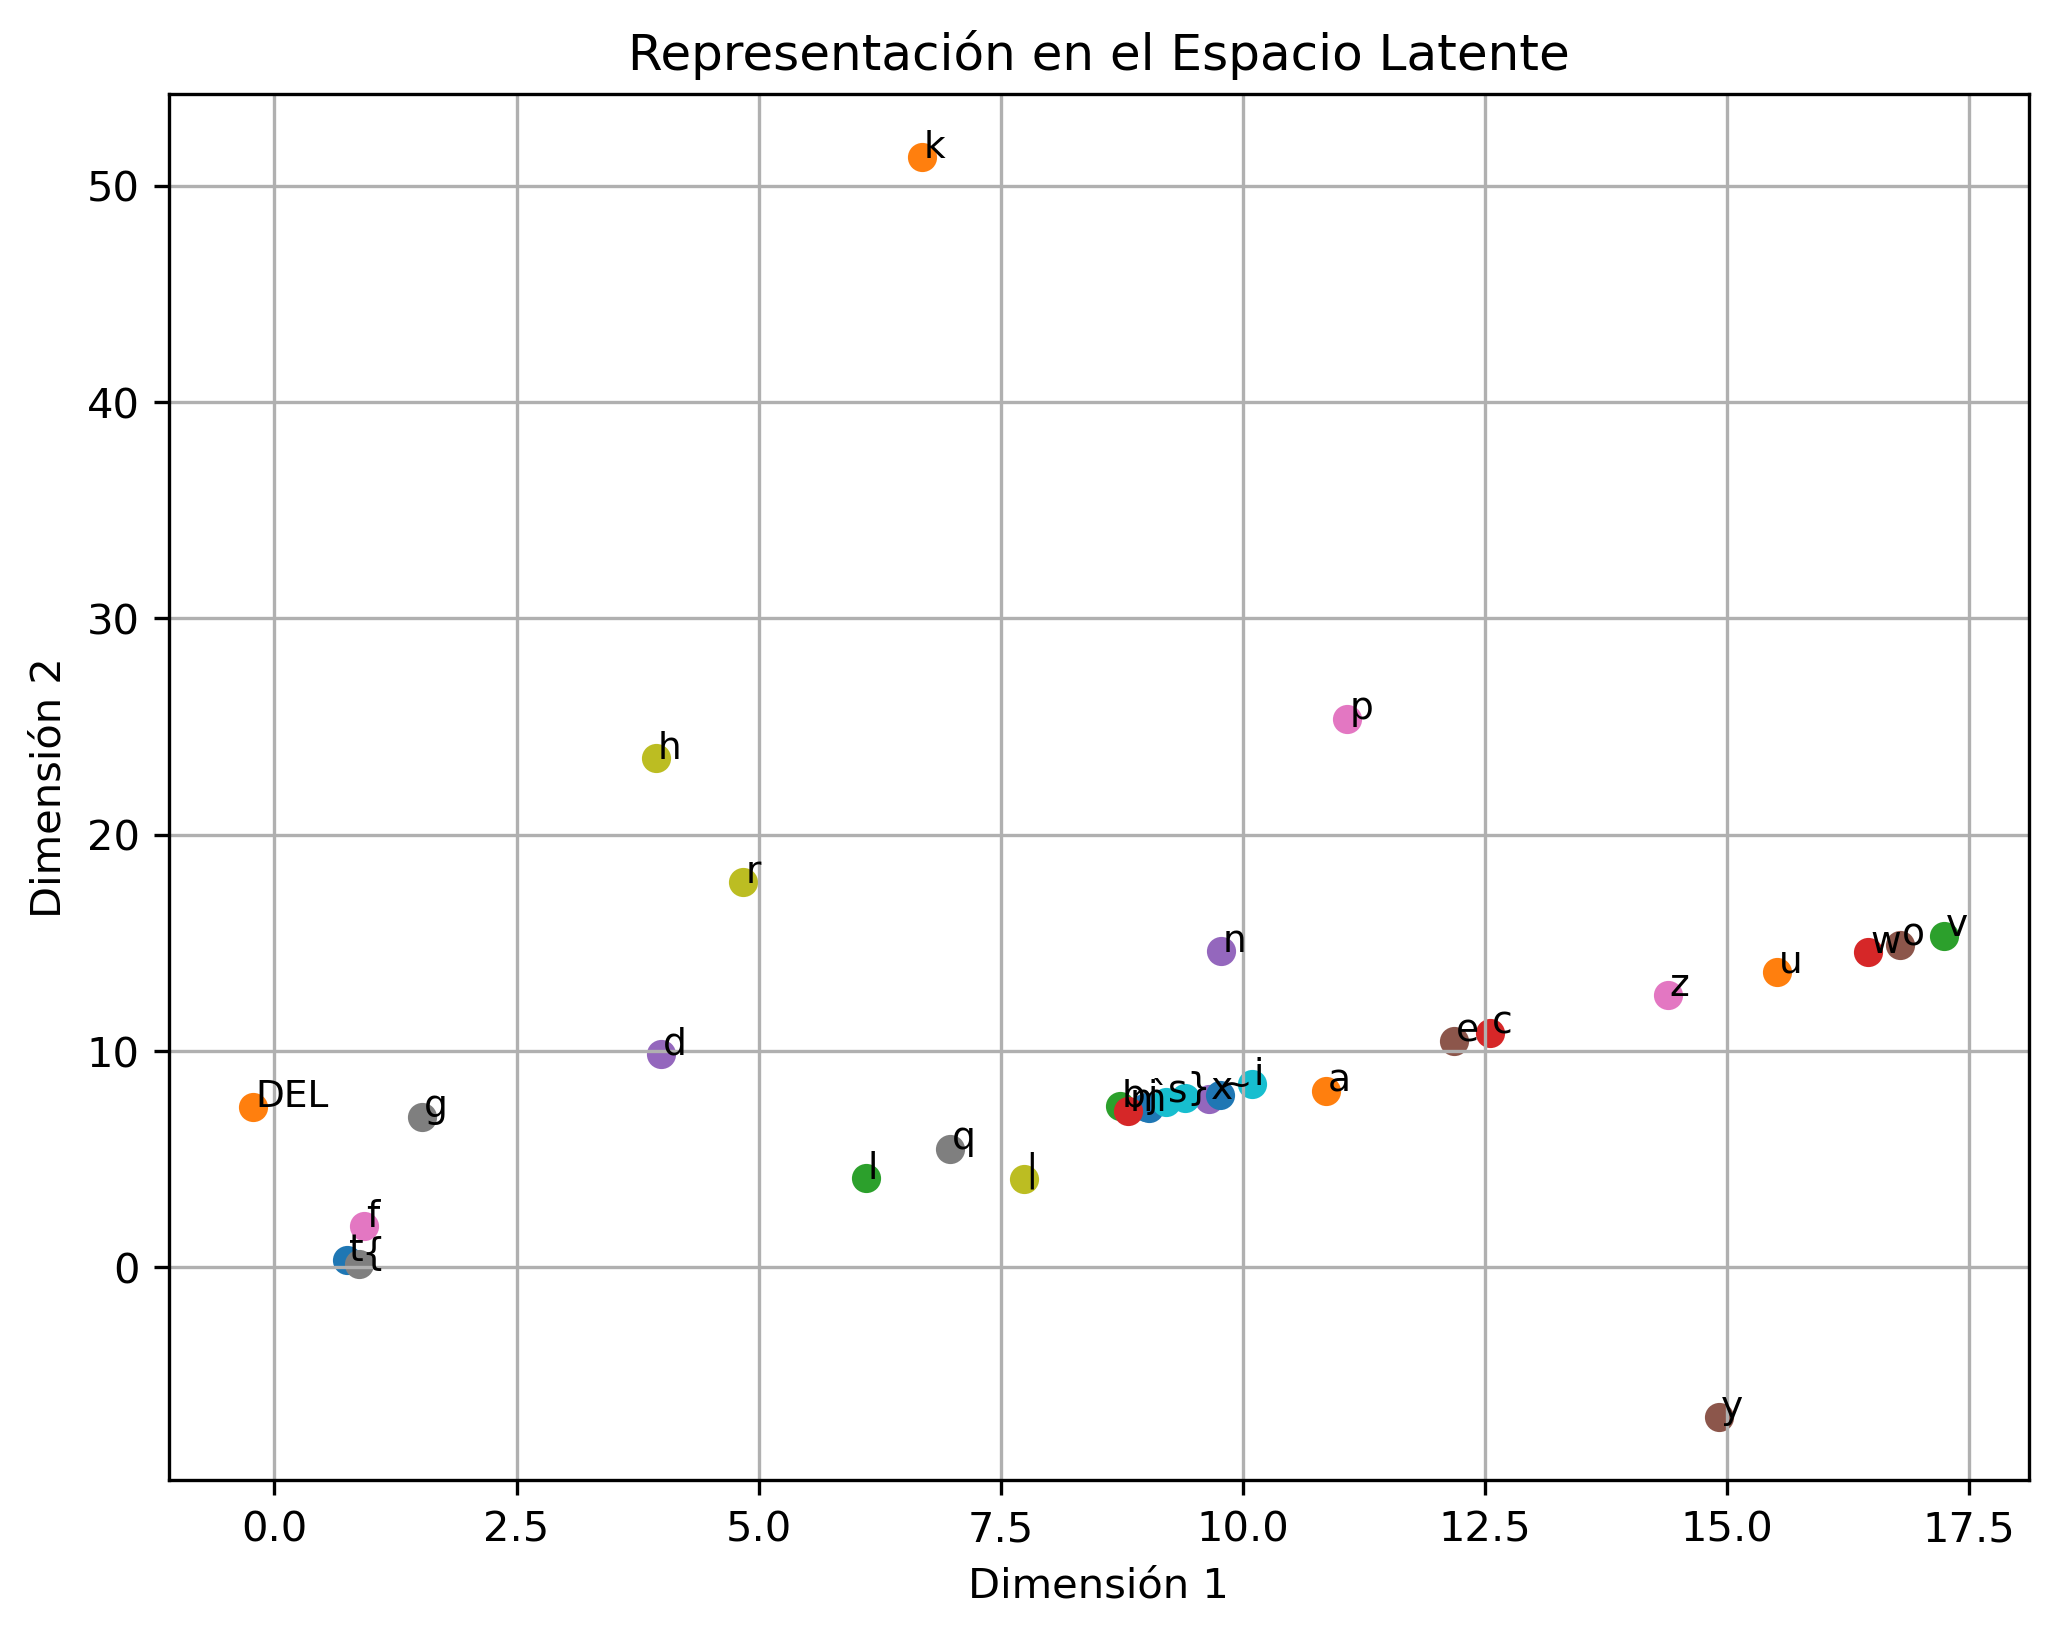 Representación en el Espacio Latente
k
50
40
30
p
h
20
r
n
w o v
u
z
e c
d
10
DEL
g
b m j ` s } x ~ i
a
q
l
|
f
t {
0
y
0.0 2.5 5.0 7.5 10.0 12.5 15.0 17.5
Dimensión 1
Dimensión 2